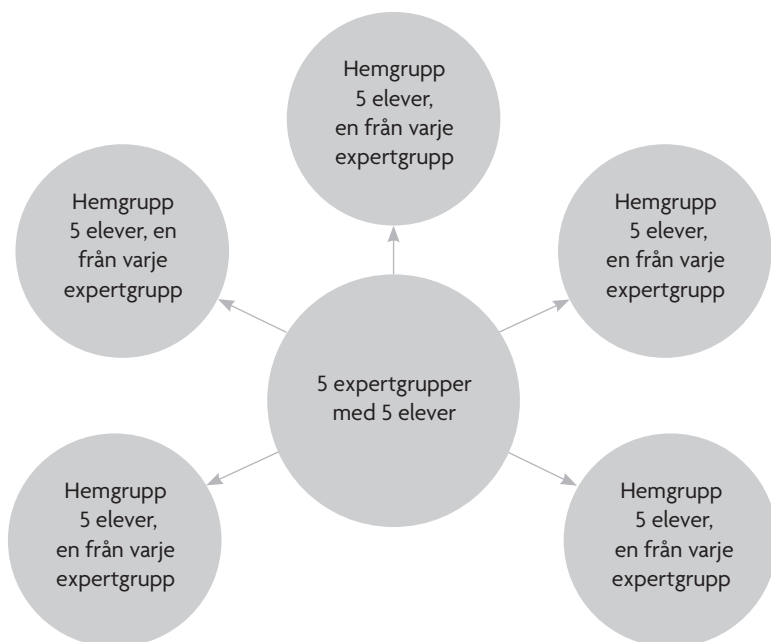 Hemgrupp
5 elever,
en från varje
expertgrupp
Hemgrupp
5 elever, en
från varje
expertgrupp
Hemgrupp
5 elever,
en från varje
expertgrupp
5 expertgrupper
med 5 elever
Hemgrupp
5 elever,
en från varje
expertgrupp
Hemgrupp
5 elever,
en från varje
expertgrupp